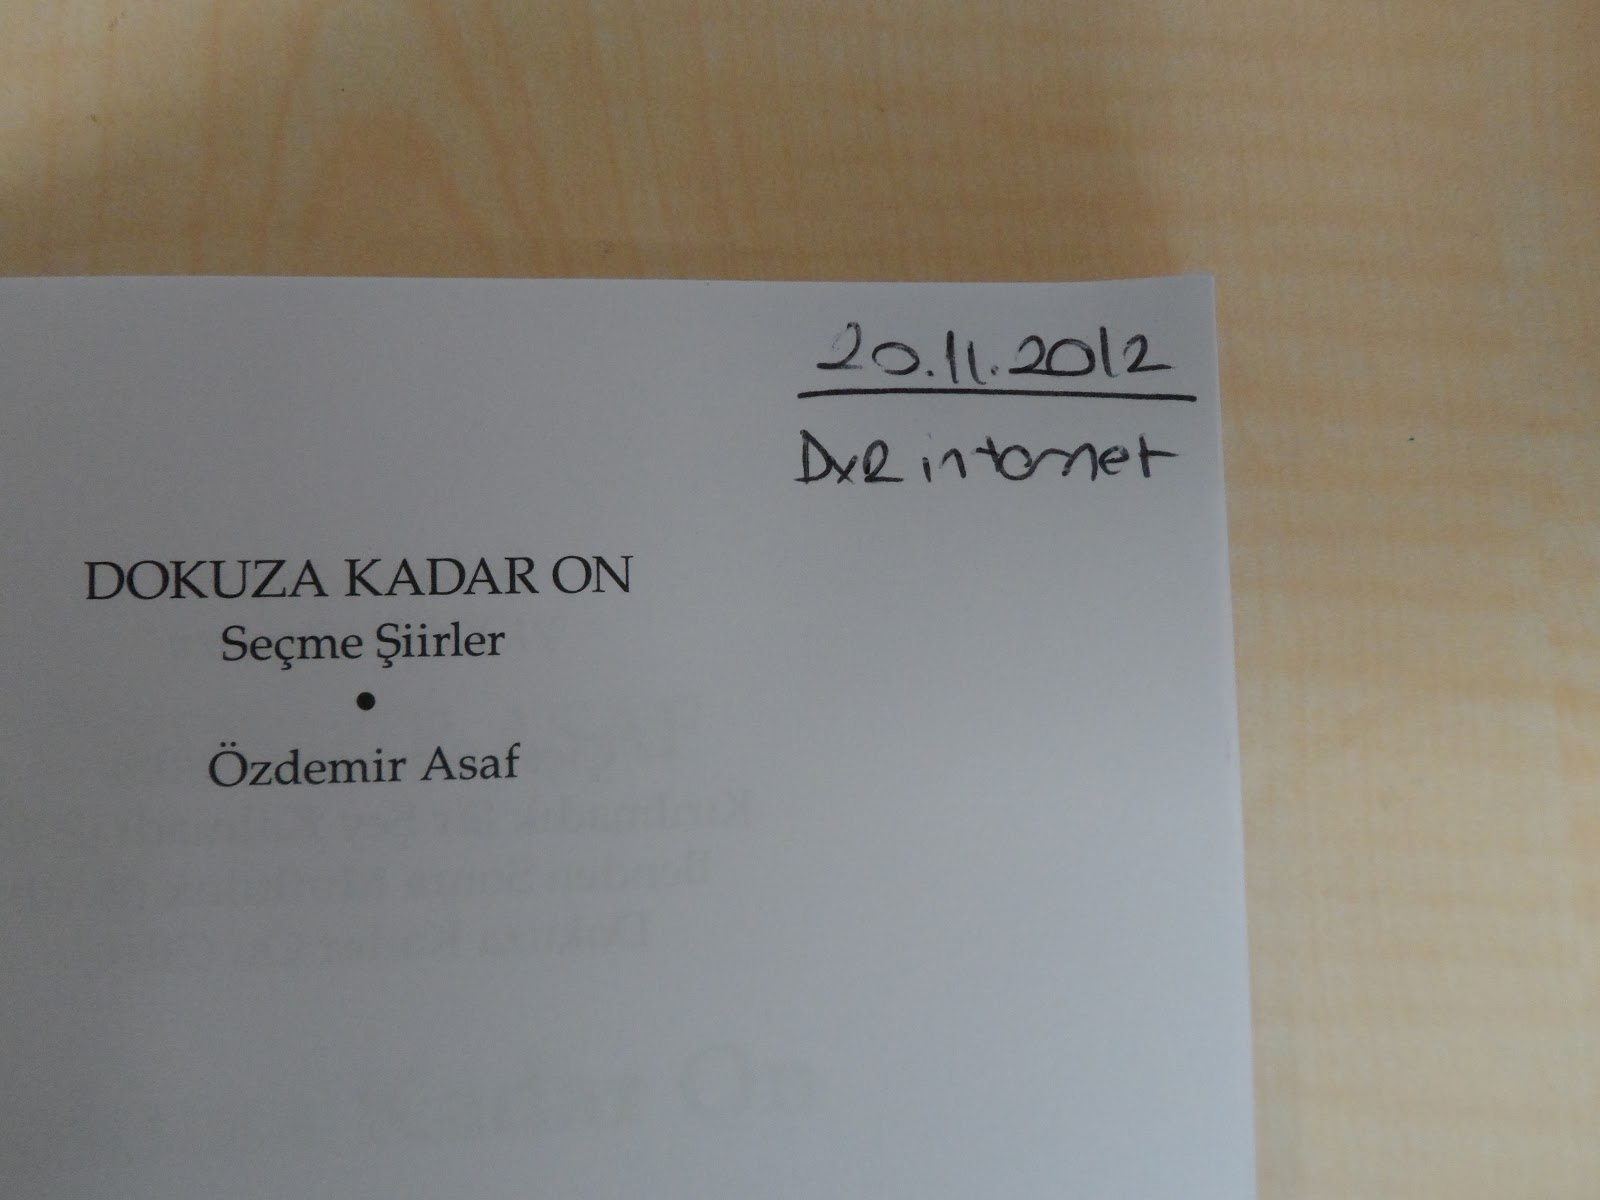 20.11.2012
DxR internet
DOKUZA KADAR ON
Seçme Şiirler
•
Özdemir Asaf